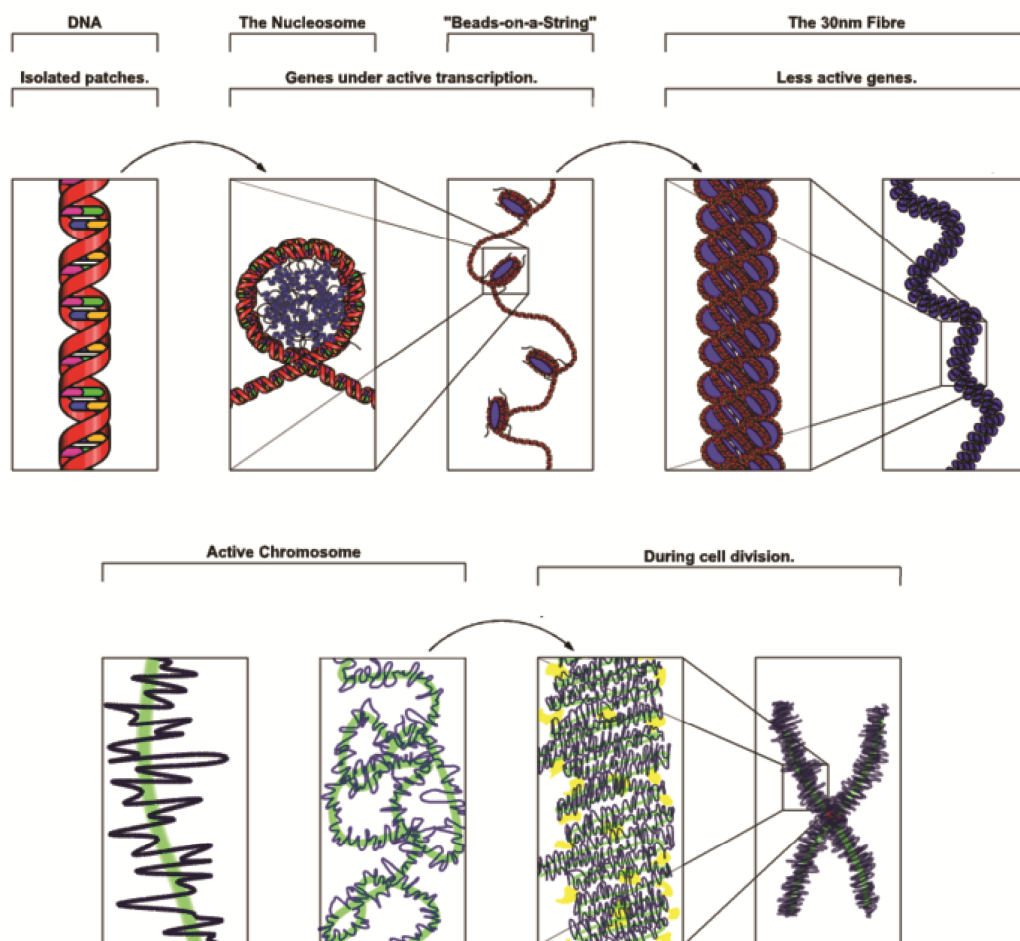 DNA
The Nucleosome
"Beads-on-a-String"
The 30nm Fibre
Isolated patches.
Genes under active transcription.
Less active genes.
Active Chromosome
During cell division.